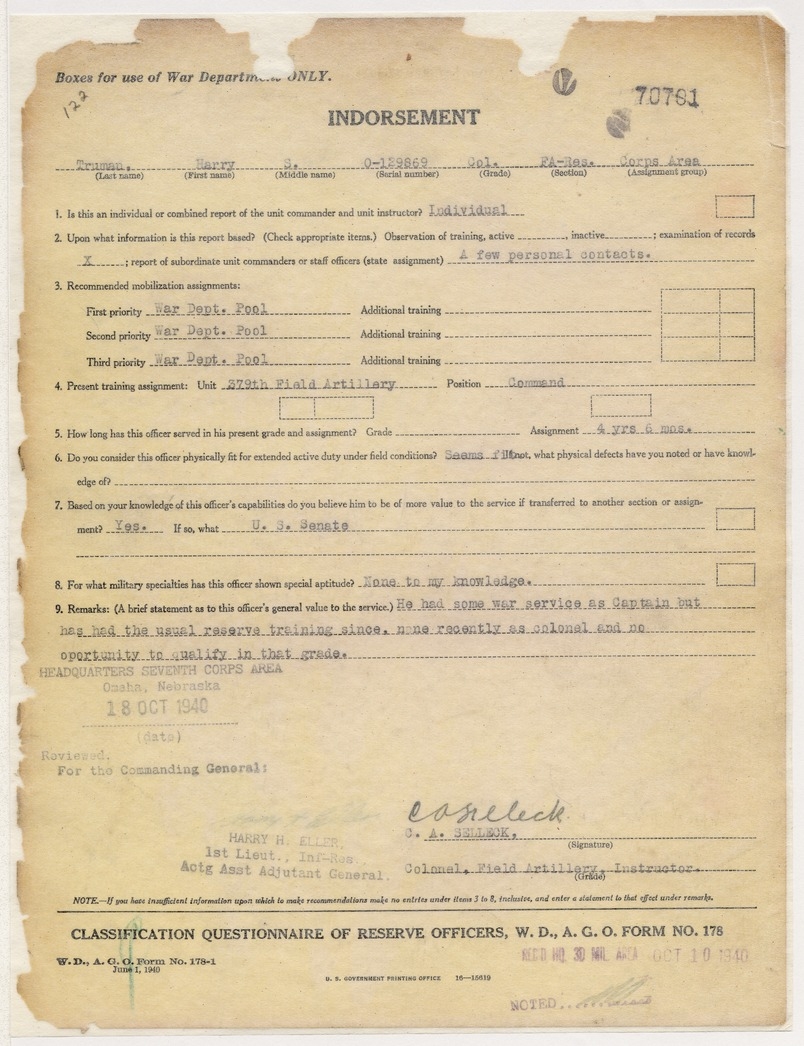 Boxes for use of War Department ONLY.
122
70781
INDORSEMENT
Truman, Harry S. O-129869 Col. FA-Res. Corps Area
(Last name) (First name) (Middle name) (Serial number) (Grade) (Section) (Assignment group)
1. Is this an individual or combined report of the unit commander and unit instructor? Individual
2. Upon what information is this report based? (Check appropriate items.) Observation of training, active, inactive; examination of records
X; report of subordinate unit commanders or staff officers (state assignment) A few personal contacts.
3. Recommended mobilization assignments:
First priority War Dept. Pool Additional training
Second priority War Dept. Pool Additional training
Third priority War Dept. Pool Additional training
4. Present training assignment: Unit 379th Field Artillery Position Command
5. How long has this officer served in his present grade and assignment? Grade Assignment 4 yrs 6 mos.
6. Do you consider this officer physically fit for extended active duty under field conditions? Seems fit If not, what physical defects have you noted or have knowl-
edge of?
7. Based on your knowledge of this officer's capabilities do you believe him to be of more value to the service if transferred to another section or assign-
ment? Yes. If so, what U. S. Senate
8. For what military specialties has this officer shown special aptitude? None to my knowledge.
9. Remarks: (A brief statement as to this officer's general value to the service.) He had some war service as Captain but
has had the usual reserve training since, none recently as colonel and no
oportunity to qualify in that grade.
HEADQUARTERS SEVENTH CORPS AREA
Omaha, Nebraska
18 OCT 1940
(date)
Reviewed.
For the Commanding General:
C A Selleck
C. A. SELLECK,
(Signature)
HARRY H. ELLER,
1st Lieut., Inf-Res.
Actg Asst Adjutant General.
Colonel, Field Artillery, Instructor.
(Grade)
NOTE.—If you have insufficient information upon which to make recommendations make no entries under items 3 to 8, inclusive, and enter a statement to that effect under remarks.
CLASSIFICATION QUESTIONNAIRE OF RESERVE OFFICERS, W. D., A. G. O. FORM NO. 178
W. D., A. G. O. Form No. 178-1
June 1, 1940
REC'D HQ. 3D MIL. AREA OCT 10 1940
U. S. GOVERNMENT PRINTING OFFICE 16—15619
NOTED